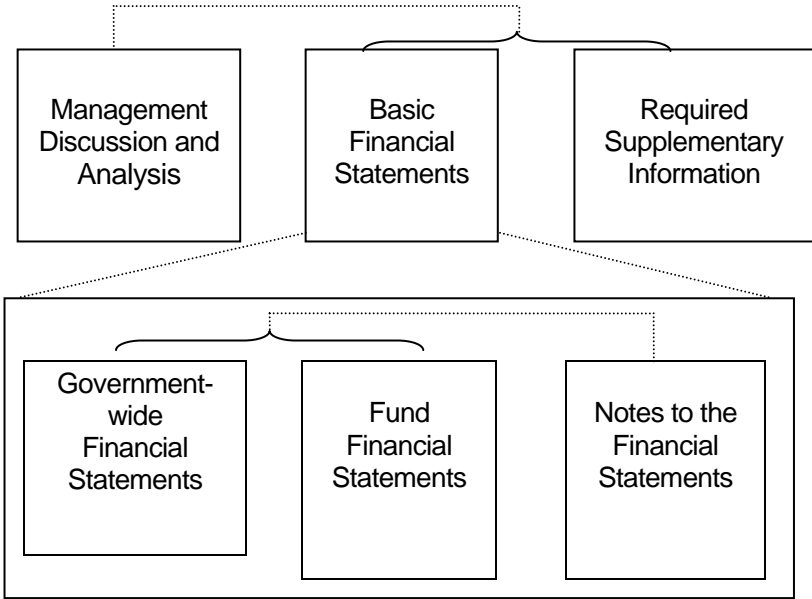 Management
Discussion and
Analysis
Basic
Financial
Statements
Required
Supplementary
Information
Government-
wide
Financial
Statements
Fund
Financial
Statements
Notes to the
Financial
Statements